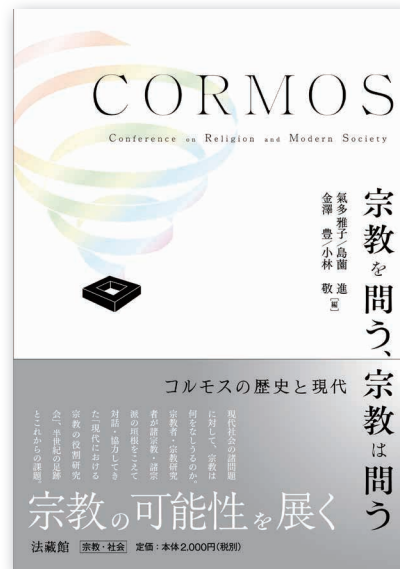 CORMOS
Conference on Religion and Modern Society
宗教を問う、宗教は問う
氣多雅子/島薗 進
金澤 豊/小林 敬[編]
コルモスの歴史と現代
現代社会の諸問題
に対して、宗教は
何をなしうるのか。
宗教者・宗教研究
者が諸宗教・諸宗
派の垣根をこえて
対話・協力してき
た「現代における
宗教の役割研究
会」、半世紀の足跡
とこれからの課題。
宗教の可能性を展く
法藏館 宗教・社会 定価:本体2,000円(税別)